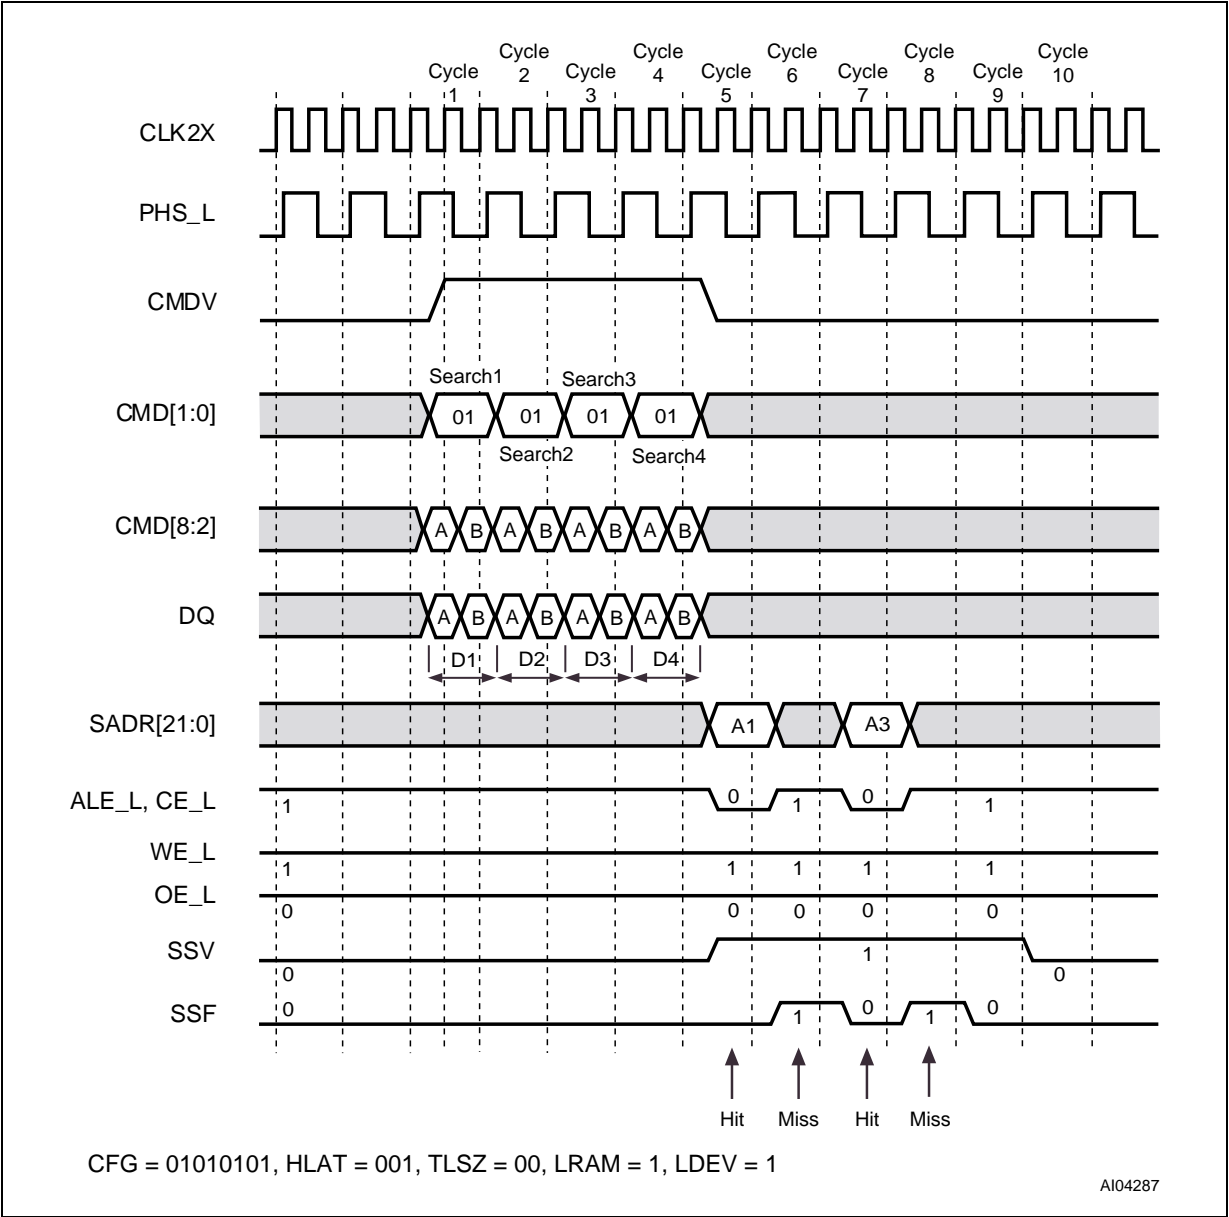 Cycle 1
Cycle 2
Cycle 3
Cycle 4
Cycle 5
Cycle 6
Cycle 7
Cycle 8
Cycle 9
Cycle 10
CLK2X
PHS_L
CMDV
Search1 Search3
CMD[1:0] 01 01 01 01
Search2 Search4
CMD[8:2] A B A B A B A B
DQ A B A B A B A B
D1 D2 D3 D4
SADR[21:0] A1 A3
ALE_L, CE_L 1 0 1 0 1
WE_L
1 1 1 1 1
OE_L
0 0 0 0 0
SSV 1
0 0
SSF 0 1 0 1 0
Hit Miss Hit Miss
CFG = 01010101, HLAT = 001, TLSZ = 00, LRAM = 1, LDEV = 1
AI04287